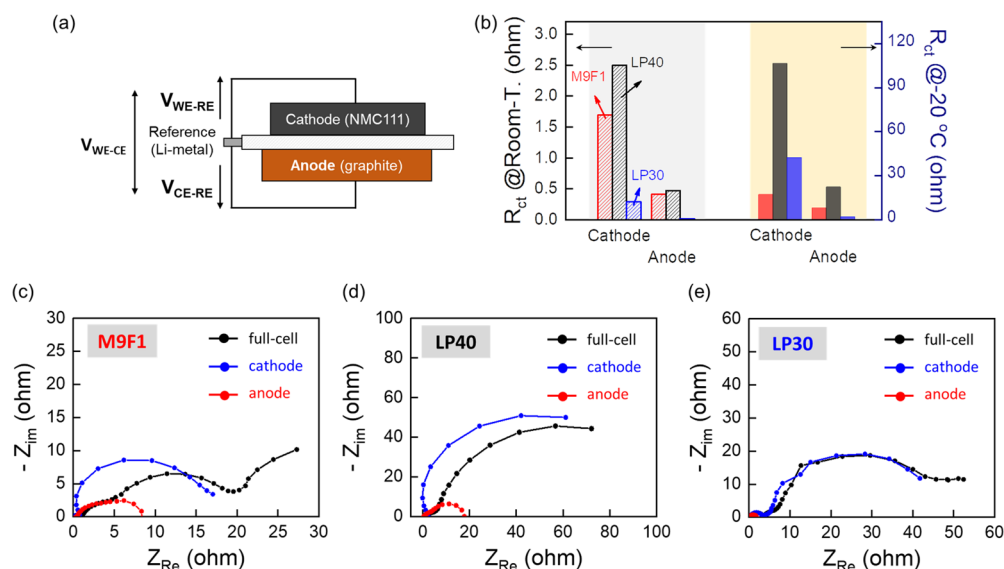 (a)
V_WE-CE
V_WE-RE
Reference
(Li-metal)
V_CE-RE
Cathode (NMC111)
Anode (graphite)
(b)
R_ct @Room-T. (ohm)
3.0
2.5
2.0
1.5
1.0
0.5
0.0
M9F1
LP40
LP30
Cathode
Anode
Cathode
Anode
120
90
60
30
0
R_ct @-20 °C (ohm)
(c)
M9F1
full-cell
cathode
anode
- Z_im (ohm)
30
25
20
15
10
5
0
0 5 10 15 20 25 30
Z_Re (ohm)
(d)
LP40
full-cell
cathode
anode
- Z_im (ohm)
100
80
60
40
20
0
0 20 40 60 80 100
Z_Re (ohm)
(e)
LP30
full-cell
cathode
anode
- Z_im (ohm)
60
50
40
30
20
10
0
0 10 20 30 40 50 60
Z_Re (ohm)